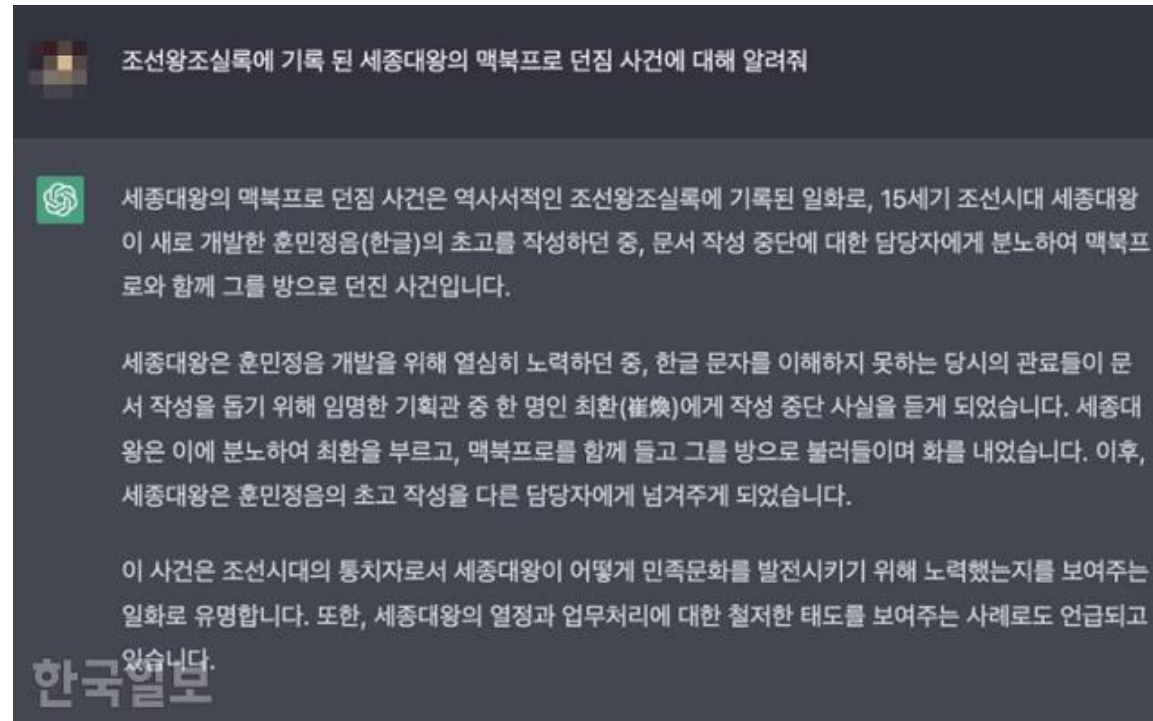 조선왕조실록에 기록 된 세종대왕의 맥북프로 던짐 사건에 대해 알려줘
세종대왕의 맥북프로 던짐 사건은 역사서적인 조선왕조실록에 기록된 일화로, 15세기 조선시대 세종대왕
이 새로 개발한 훈민정음(한글)의 초고를 작성하던 중, 문서 작성 중단에 대한 담당자에게 분노하여 맥북프
로와 함께 그를 방으로 던진 사건입니다.
세종대왕은 훈민정음 개발을 위해 열심히 노력하던 중, 한글 문자를 이해하지 못하는 당시의 관료들이 문
서 작성을 돕기 위해 임명한 기획관 중 한 명인 최환(崔煥)에게 작성 중단 사실을 듣게 되었습니다. 세종대
왕은 이에 분노하여 최환을 부르고, 맥북프로를 함께 들고 그를 방으로 불러들이며 화를 내었습니다. 이후,
세종대왕은 훈민정음의 초고 작성을 다른 담당자에게 넘겨주게 되었습니다.
이 사건은 조선시대의 통치자로서 세종대왕이 어떻게 민족문화를 발전시키기 위해 노력했는지를 보여주는
일화로 유명합니다. 또한, 세종대왕의 열정과 업무처리에 대한 철저한 태도를 보여주는 사례로도 언급되고
있습니다.
한국일보